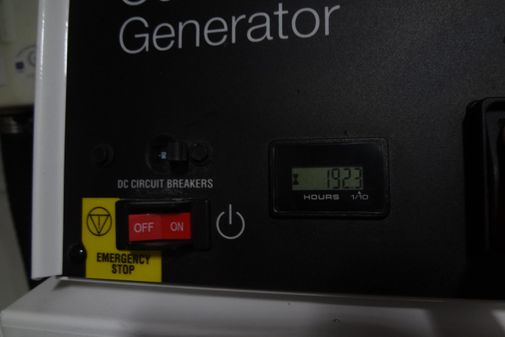 Generator
DC CIRCUIT BREAKERS
1923
HOURS 1/10
OFF ON
EMERGENCY
STOP